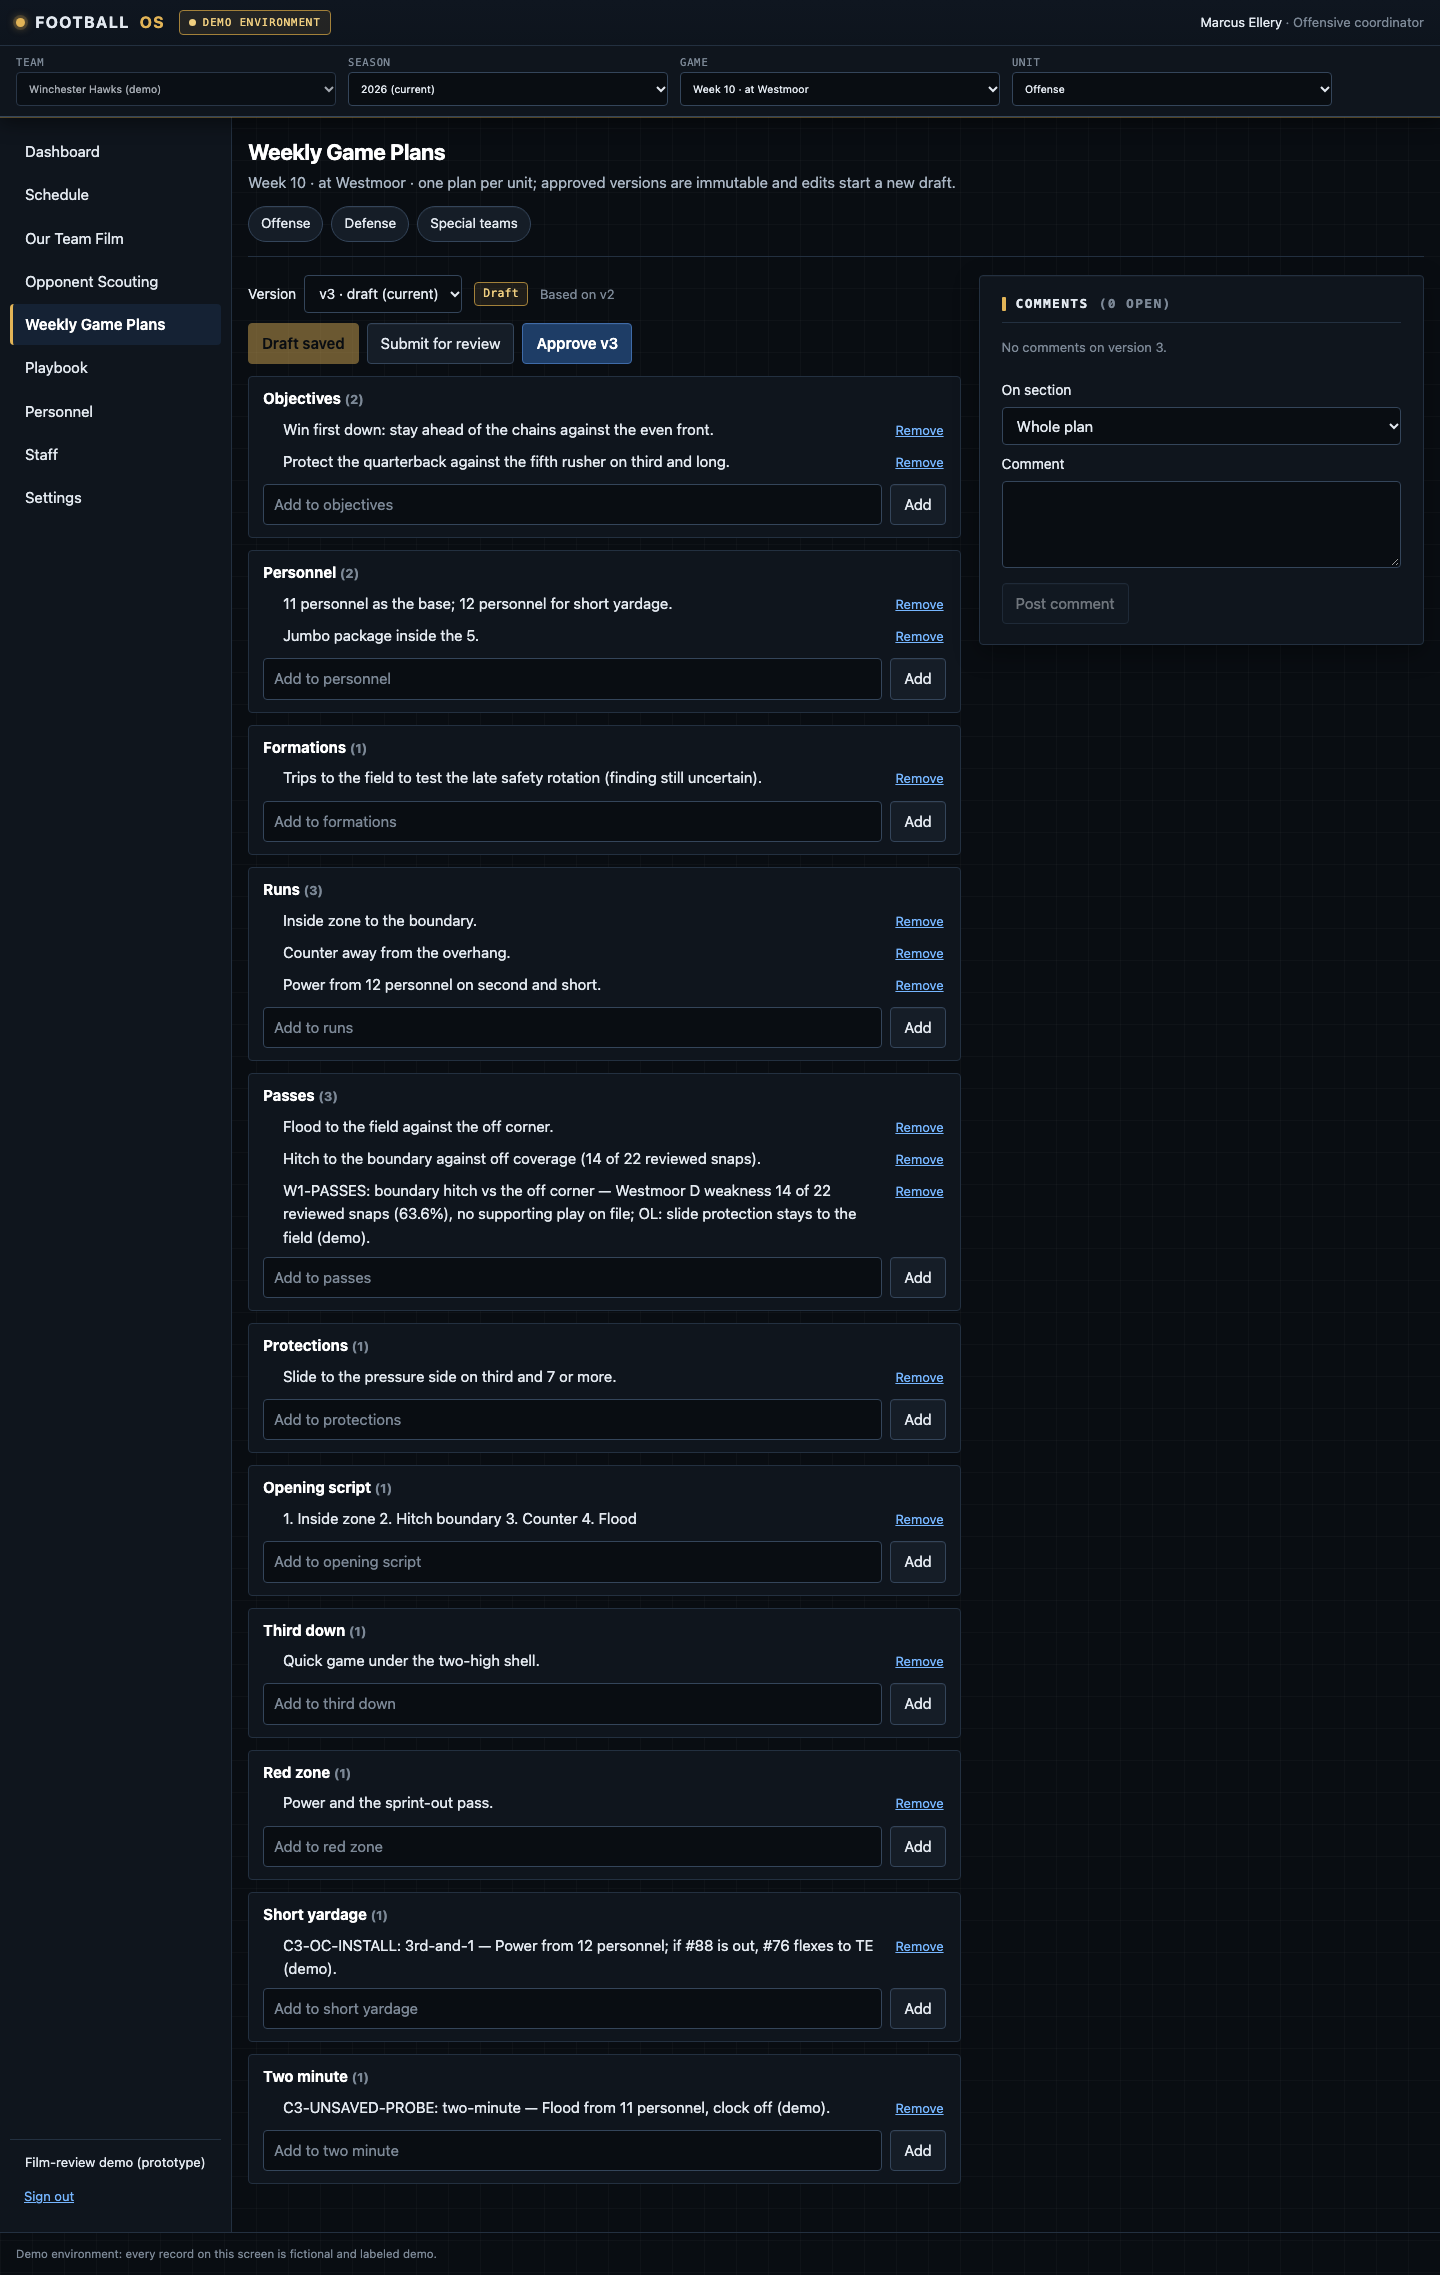 FOOTBALL OS
DEMO ENVIRONMENT
Marcus Ellery · Offensive coordinator
TEAM
Winchester Hawks (demo)
SEASON
2026 (current)
GAME
Week 10 · at Westmoor
UNIT
Offense
Dashboard
Schedule
Our Team Film
Opponent Scouting
Weekly Game Plans
Playbook
Personnel
Staff
Settings
Film-review demo (prototype)
Sign out
Weekly Game Plans
Week 10 · at Westmoor · one plan per unit; approved versions are immutable and edits start a new draft.
Offense
Defense
Special teams
Version
v3 · draft (current)
Draft
Based on v2
Draft saved
Submit for review
Approve v3
Objectives (2)
Win first down: stay ahead of the chains against the even front.
Remove
Protect the quarterback against the fifth rusher on third and long.
Remove
Add to objectives
Add
Personnel (2)
11 personnel as the base; 12 personnel for short yardage.
Remove
Jumbo package inside the 5.
Remove
Add to personnel
Add
Formations (1)
Trips to the field to test the late safety rotation (finding still uncertain).
Remove
Add to formations
Add
Runs (3)
Inside zone to the boundary.
Remove
Counter away from the overhang.
Remove
Power from 12 personnel on second and short.
Remove
Add to runs
Add
Passes (3)
Flood to the field against the off corner.
Remove
Hitch to the boundary against off coverage (14 of 22 reviewed snaps).
Remove
W1-PASSES: boundary hitch vs the off corner — Westmoor D weakness 14 of 22
reviewed snaps (63.6%), no supporting play on file; OL: slide protection stays to the
field (demo).
Remove
Add to passes
Add
Protections (1)
Slide to the pressure side on third and 7 or more.
Remove
Add to protections
Add
Opening script (1)
1. Inside zone 2. Hitch boundary 3. Counter 4. Flood
Remove
Add to opening script
Add
Third down (1)
Quick game under the two-high shell.
Remove
Add to third down
Add
Red zone (1)
Power and the sprint-out pass.
Remove
Add to red zone
Add
Short yardage (1)
C3-OC-INSTALL: 3rd-and-1 — Power from 12 personnel; if #88 is out, #76 flexes to TE
(demo).
Remove
Add to short yardage
Add
Two minute (1)
C3-UNSAVED-PROBE: two-minute — Flood from 11 personnel, clock off (demo).
Remove
Add to two minute
Add
COMMENTS (0 OPEN)
No comments on version 3.
On section
Whole plan
Comment
Post comment
Demo environment: every record on this screen is fictional and labeled demo.